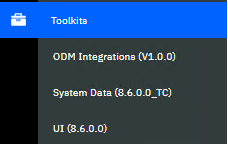 Toolkits
ODM Integrations (V1.0.0)
System Data (8.6.0.0_TC)
UI (8.6.0.0)